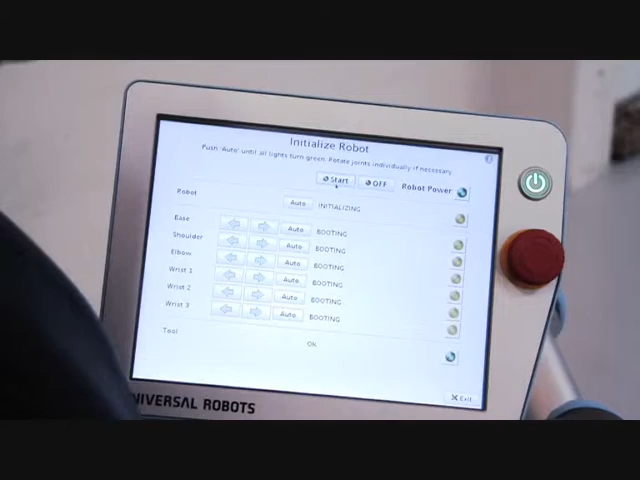 Initialize Robot
Push 'Auto' until all lights turn green. Rotate joints individually if necessary
Start OFF Robot Power
Robot Auto INITIALIZING
Base Auto BOOTING
Shoulder Auto BOOTING
Elbow Auto BOOTING
Wrist 1 Auto BOOTING
Wrist 2 Auto BOOTING
Wrist 3 Auto BOOTING
Tool OK
Exit
UNIVERSAL ROBOTS